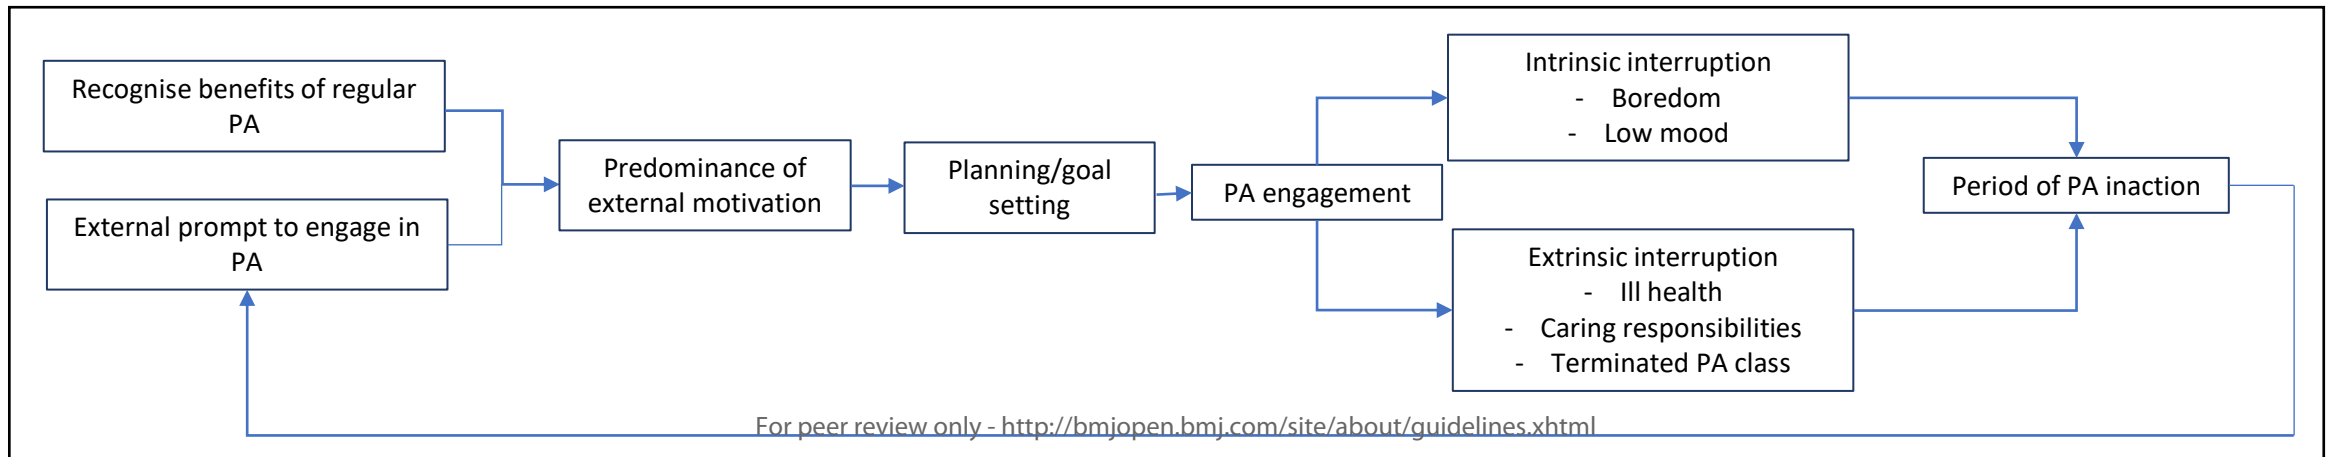 Recognise benefits of regular
PA
External prompt to engage in
PA
Predominance of
external motivation
Planning/goal
setting
PA engagement
Intrinsic interruption
- Boredom
- Low mood
Extrinsic interruption
- Ill health
- Caring responsibilities
- Terminated PA class
Period of PA inaction
For peer review only - http://bmjopen.bmj.com/site/about/guidelines.xhtml